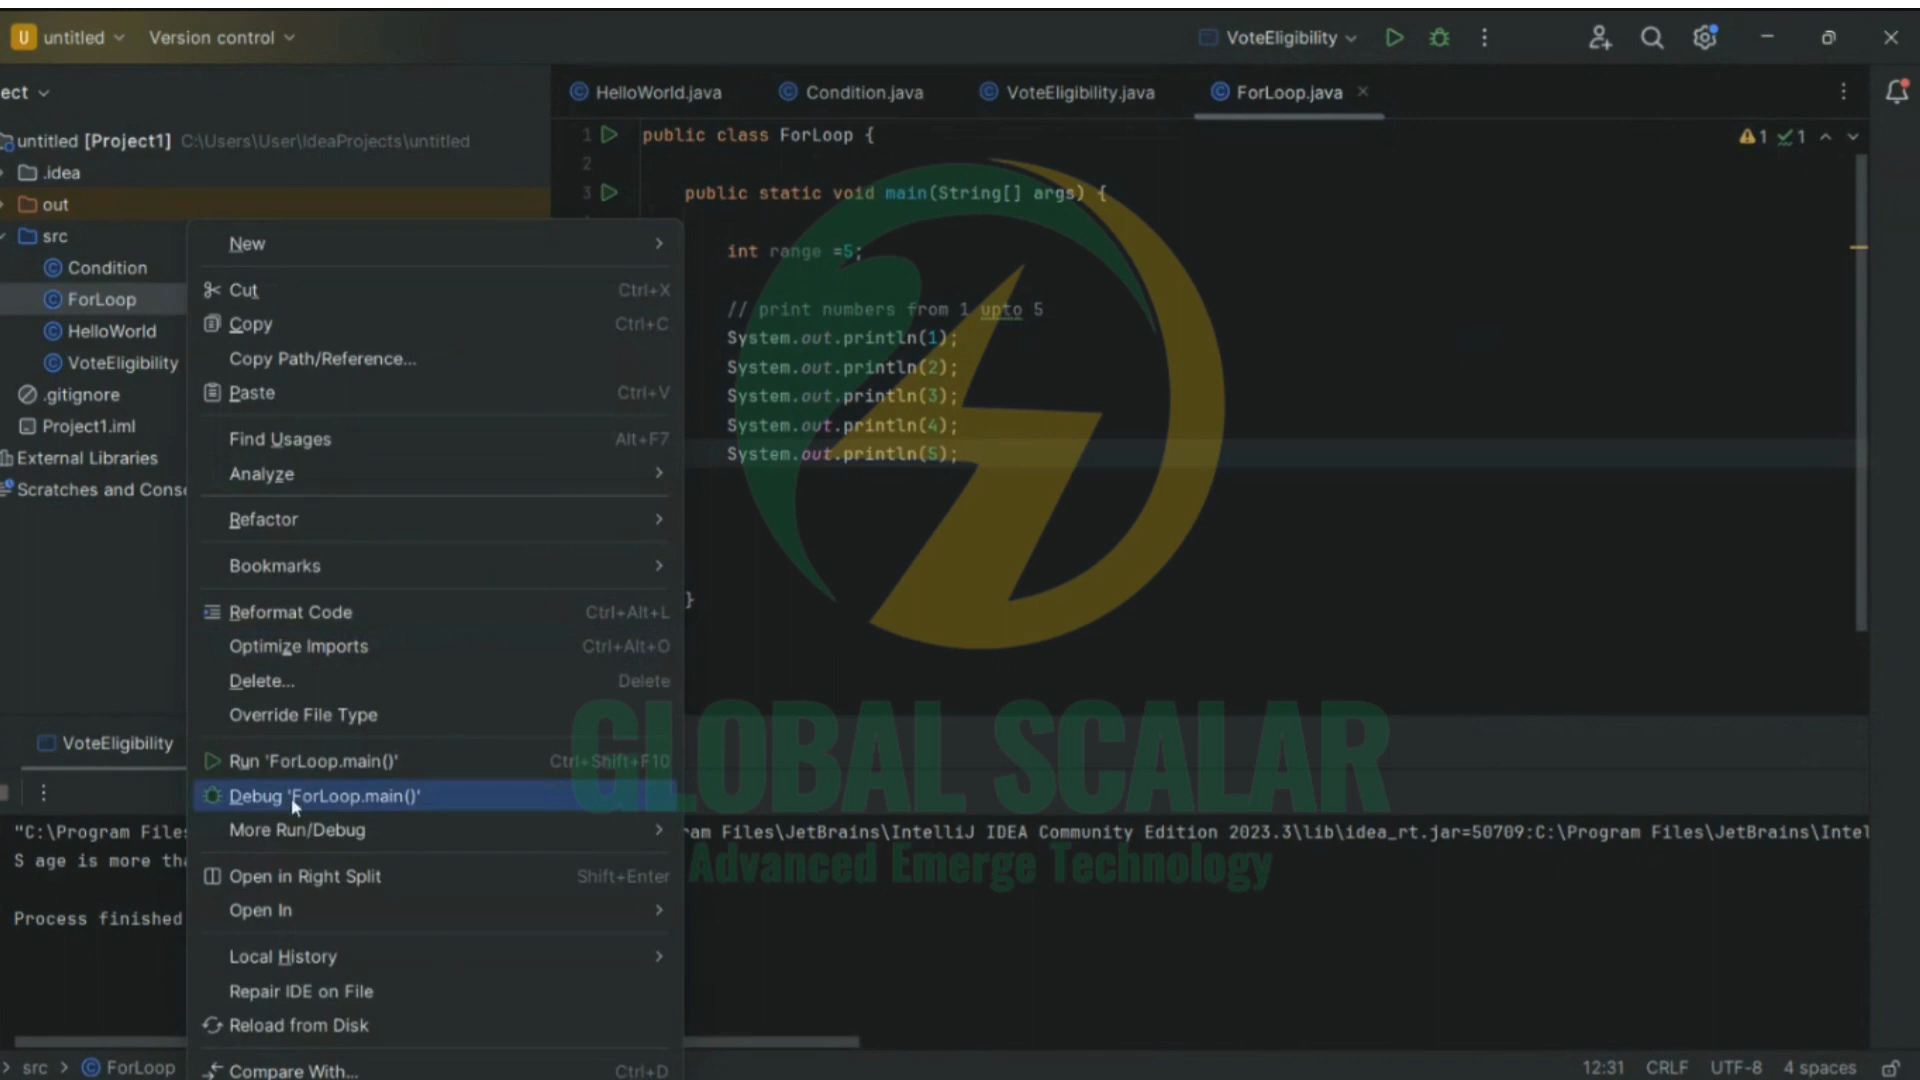 U untitled Version control VoteEligibility
ect HelloWorld.java Condition.java VoteEligibility.java ForLoop.java
untitled [Project1] C:\Users\User\IdeaProjects\untitled
.idea
out
src
Condition
ForLoop
HelloWorld
VoteEligibility
.gitignore
Project1.iml
External Libraries
Scratches and Conso
New
Cut Ctrl+X
Copy Ctrl+C
Copy Path/Reference...
Paste Ctrl+V
Find Usages Alt+F7
Analyze
Refactor
Bookmarks
Reformat Code Ctrl+Alt+L
Optimize Imports Ctrl+Alt+O
Delete... Delete
Override File Type
Run 'ForLoop.main()' Ctrl+Shift+F10
Debug 'ForLoop.main()'
More Run/Debug
Open in Right Split Shift+Enter
Open In
Local History
Repair IDE on File
Reload from Disk
Compare With... Ctrl+D
1 public class ForLoop {
2
3 public static void main(String[] args) {
int range =5;
// print numbers from 1 upto 5
System.out.println(1);
System.out.println(2);
System.out.println(3);
System.out.println(4);
System.out.println(5);
}
1 1
GLOBAL SCALAR
Advanced Emerge Technology
VoteEligibility
"C:\Program Files
ram Files\JetBrains\IntelliJ IDEA Community Edition 2023.3\lib\idea_rt.jar=50709:C:\Program Files\JetBrains\Intel
S age is more tha
Process finished
src ForLoop 12:31 CRLF UTF-8 4 spaces